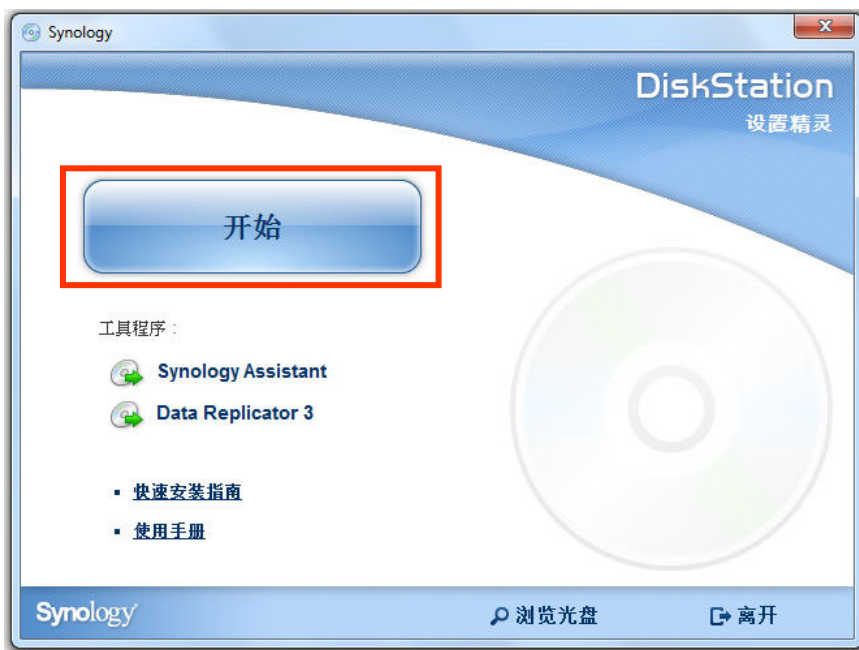 Synology
DiskStation
设置精灵
开始
工具程序 :
Synology Assistant
Data Replicator 3
快速安装指南
使用手册
Synology
浏览光盘
离开